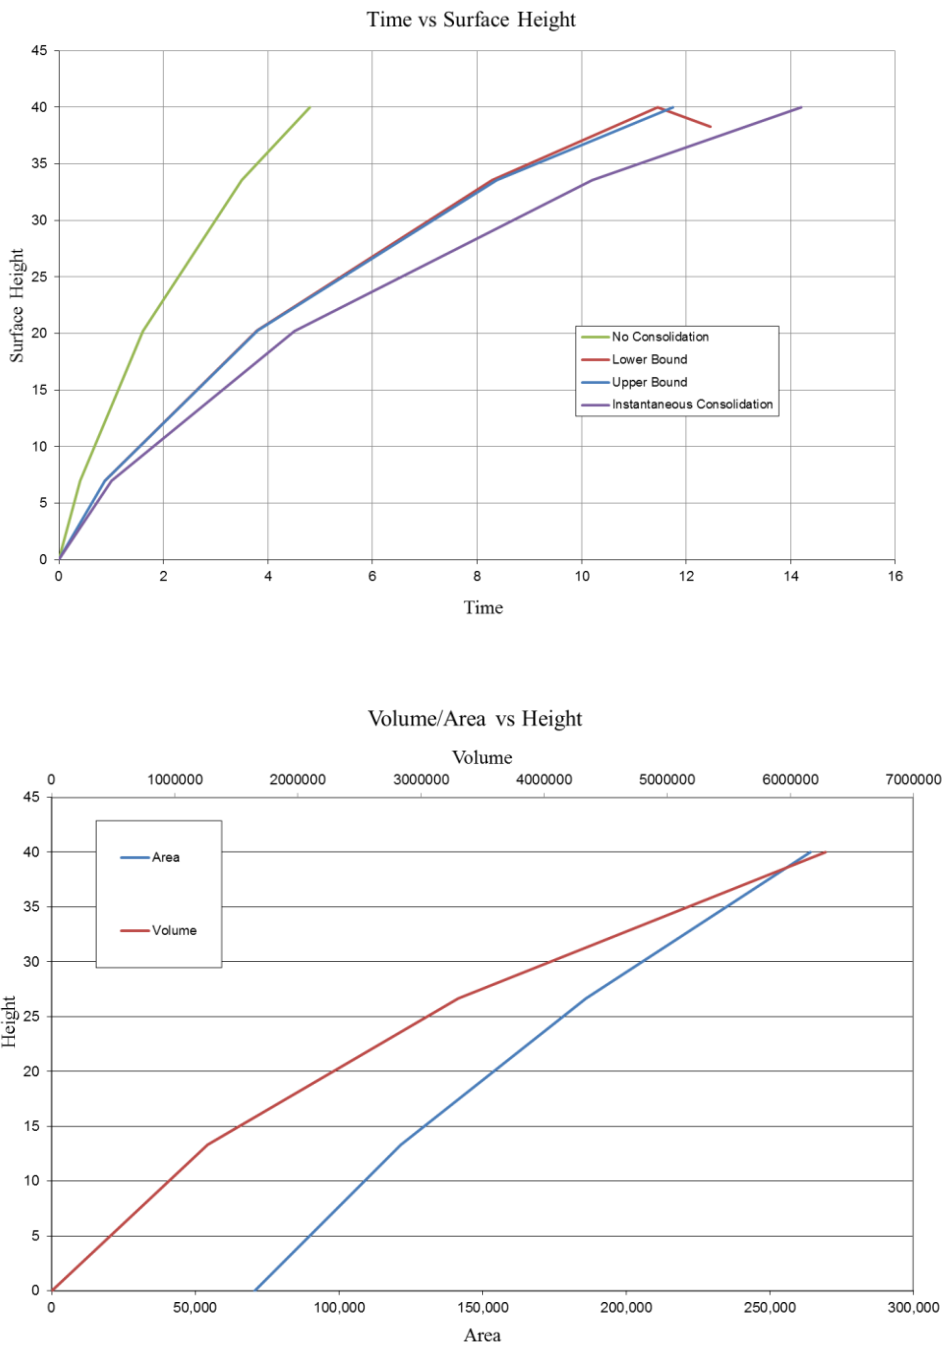 Time vs Surface Height
45
40
35
30
25
20
15
10
5
0
Surface Height
No Consolidation
Lower Bound
Upper Bound
Instantaneous Consolidation
0 2 4 6 8 10 12 14 16
Time
Volume/Area vs Height
Volume
0 1000000 2000000 3000000 4000000 5000000 6000000 7000000
45
40
35
30
25
20
15
10
5
0
Height
Area
Volume
0 50,000 100,000 150,000 200,000 250,000 300,000
Area